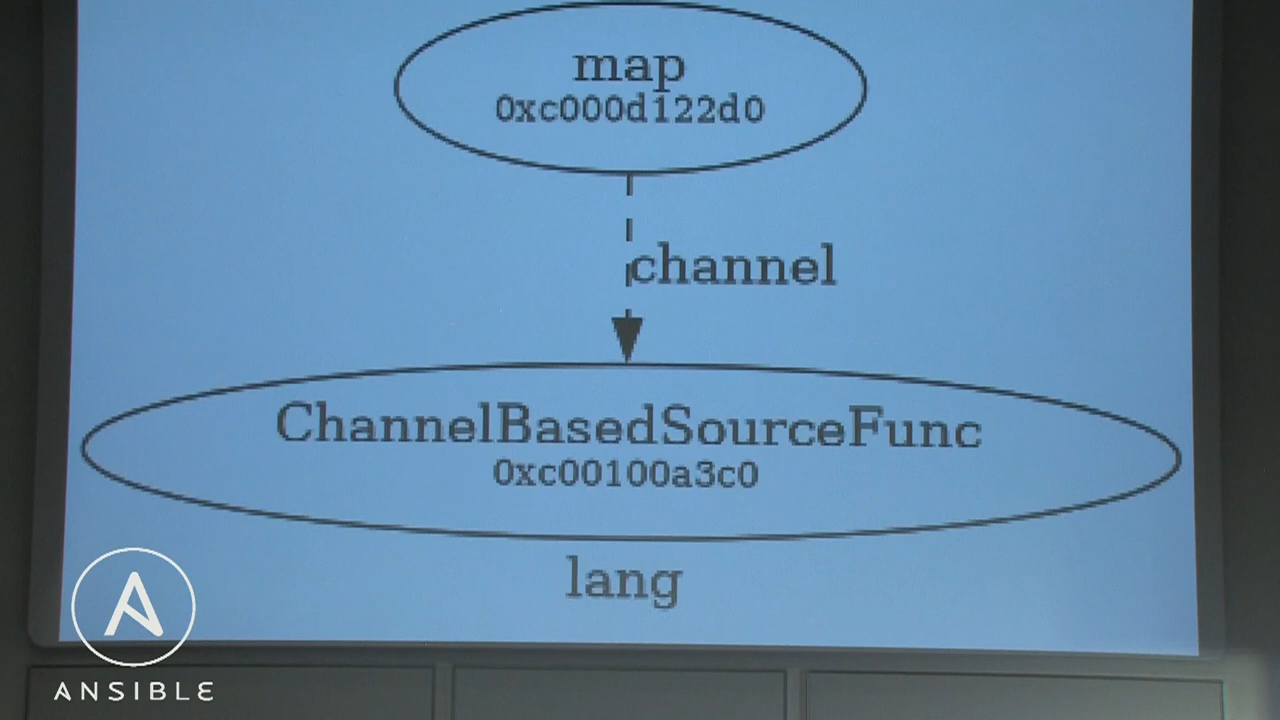 map
0xc000d122d0
channel
ChannelBasedSourceFunc
0xc00100a3c0
lang
ANSIBLE